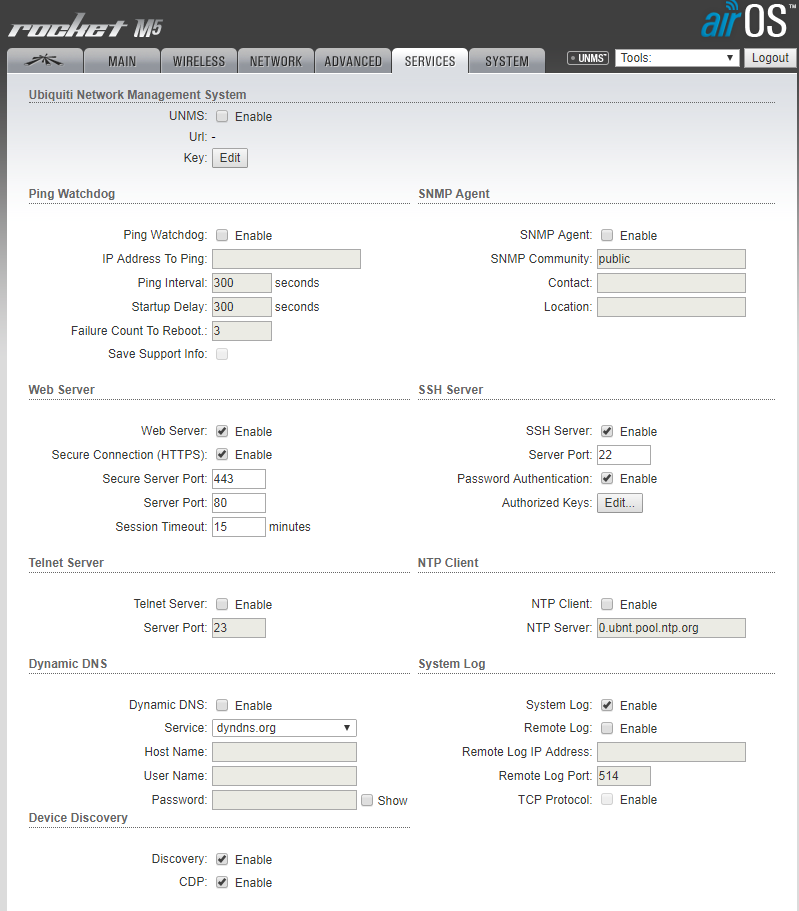 rocket M5
airOS™
MAIN WIRELESS NETWORK ADVANCED SERVICES SYSTEM UNMS™ Tools: Logout
Ubiquiti Network Management System
UNMS: Enable
Url: -
Key: Edit
Ping Watchdog
Ping Watchdog: Enable
IP Address To Ping:
Ping Interval: 300 seconds
Startup Delay: 300 seconds
Failure Count To Reboot.: 3
Save Support Info:
SNMP Agent
SNMP Agent: Enable
SNMP Community: public
Contact:
Location:
Web Server
Web Server: Enable
Secure Connection (HTTPS): Enable
Secure Server Port: 443
Server Port: 80
Session Timeout: 15 minutes
SSH Server
SSH Server: Enable
Server Port: 22
Password Authentication: Enable
Authorized Keys: Edit...
Telnet Server
Telnet Server: Enable
Server Port: 23
NTP Client
NTP Client: Enable
NTP Server: 0.ubnt.pool.ntp.org
Dynamic DNS
Dynamic DNS: Enable
Service: dyndns.org
Host Name:
User Name:
Password: Show
System Log
System Log: Enable
Remote Log: Enable
Remote Log IP Address:
Remote Log Port: 514
TCP Protocol: Enable
Device Discovery
Discovery: Enable
CDP: Enable